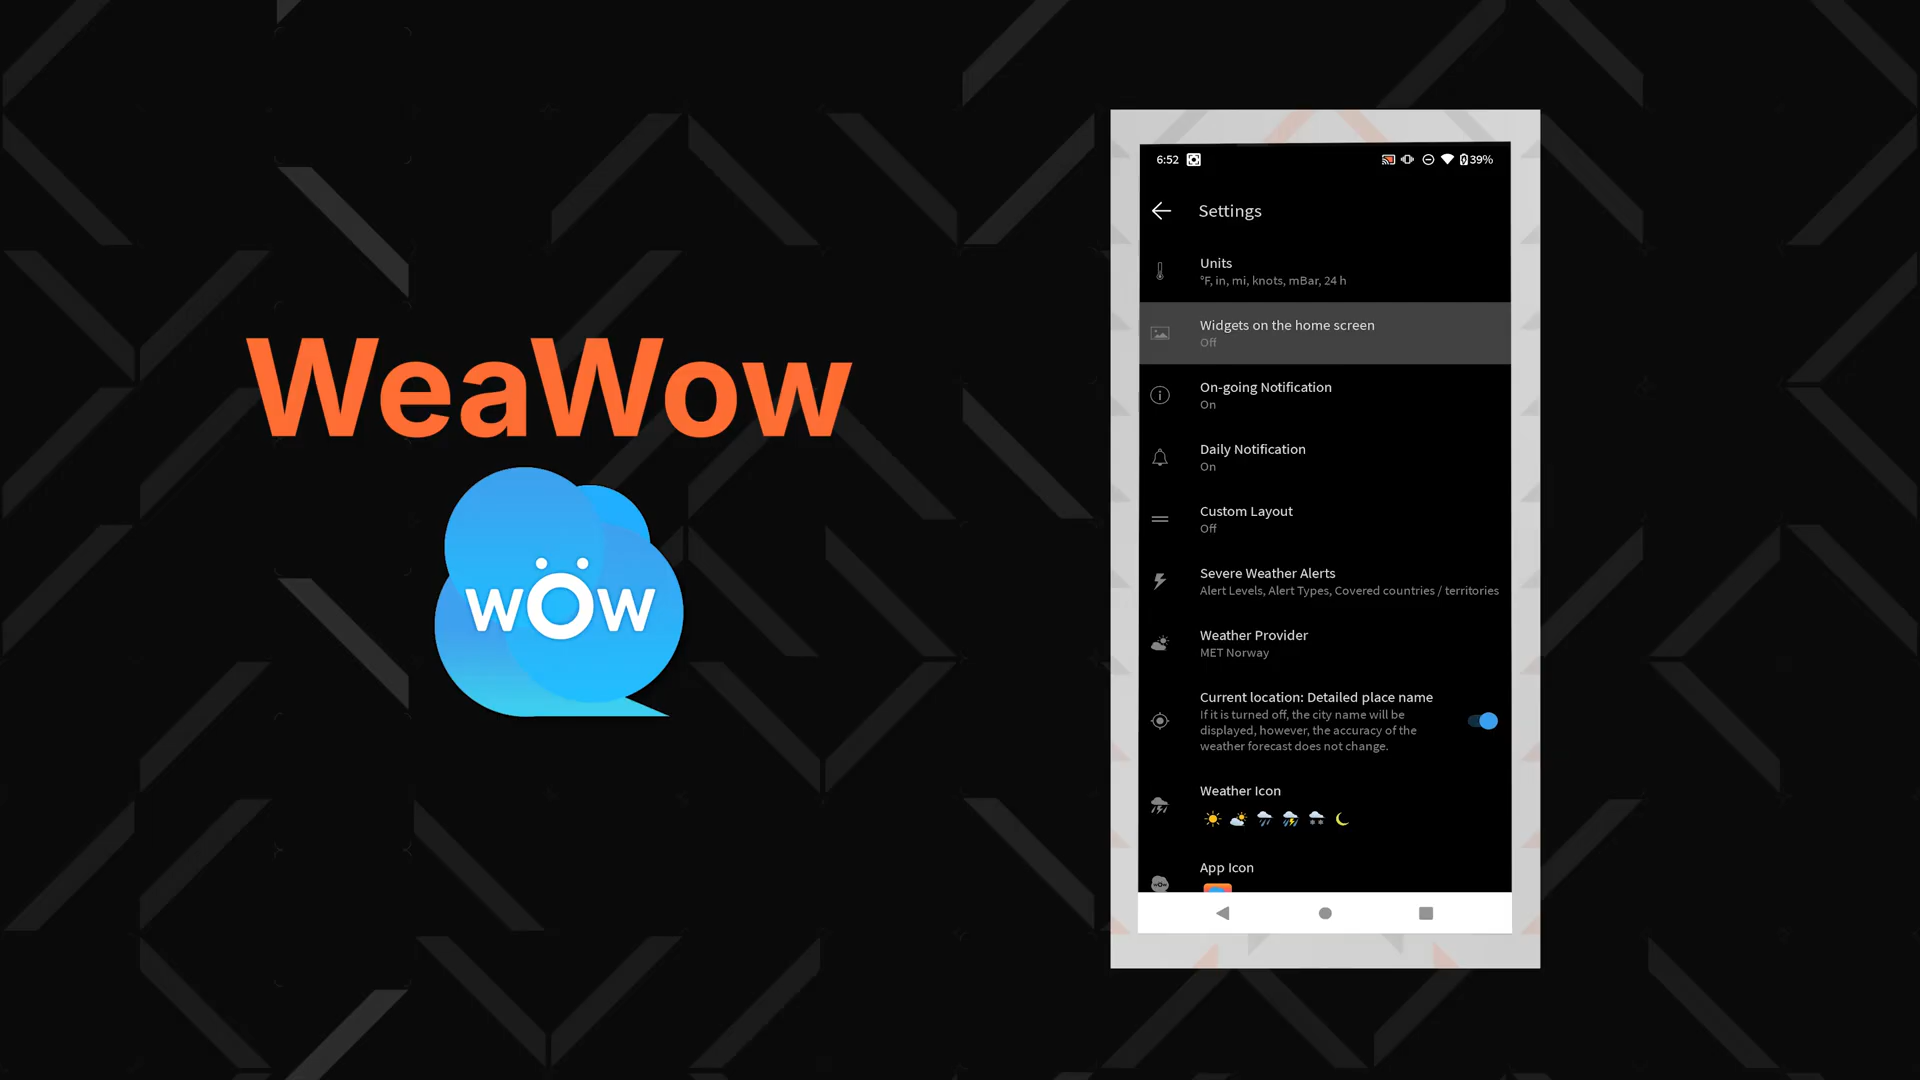 WeaWow
wöw
6:52
39%
Settings
Units
°F, in, mi, knots, mBar, 24 h
Widgets on the home screen
Off
On-going Notification
On
Daily Notification
On
Custom Layout
Off
Severe Weather Alerts
Alert Levels, Alert Types, Covered countries / territories
Weather Provider
MET Norway
Current location: Detailed place name
If it is turned off, the city name will be
displayed, however, the accuracy of the
weather forecast does not change.
Weather Icon
App Icon